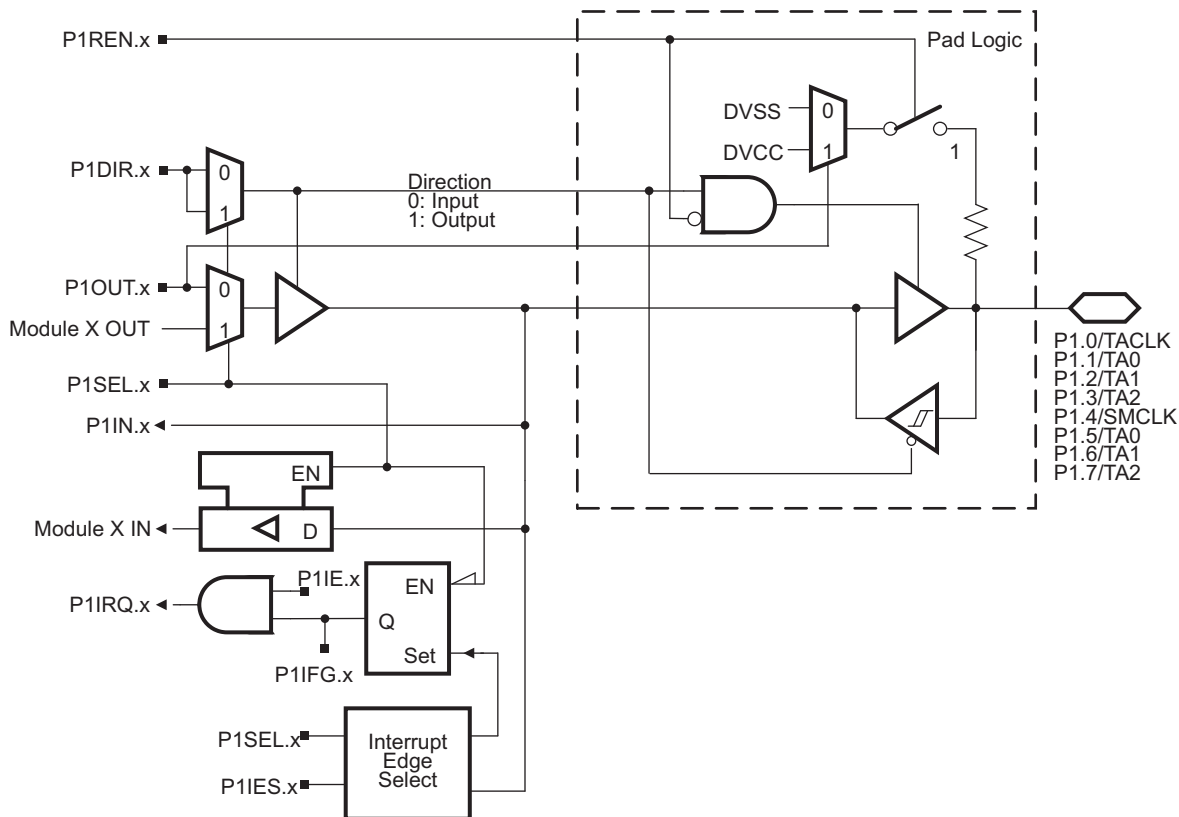 P1REN.x
Pad Logic
DVSS
0
DVCC
1
1
P1DIR.x
0
1
Direction
0: Input
1: Output
P1OUT.x
0
Module X OUT
1
P1SEL.x
P1IN.x
EN
Module X IN
D
P1.0/TACLK
P1.1/TA0
P1.2/TA1
P1.3/TA2
P1.4/SMCLK
P1.5/TA0
P1.6/TA1
P1.7/TA2
P1IE.x
EN
P1IRQ.x
Q
Set
P1IFG.x
P1SEL.x
Interrupt
Edge
Select
P1IES.x